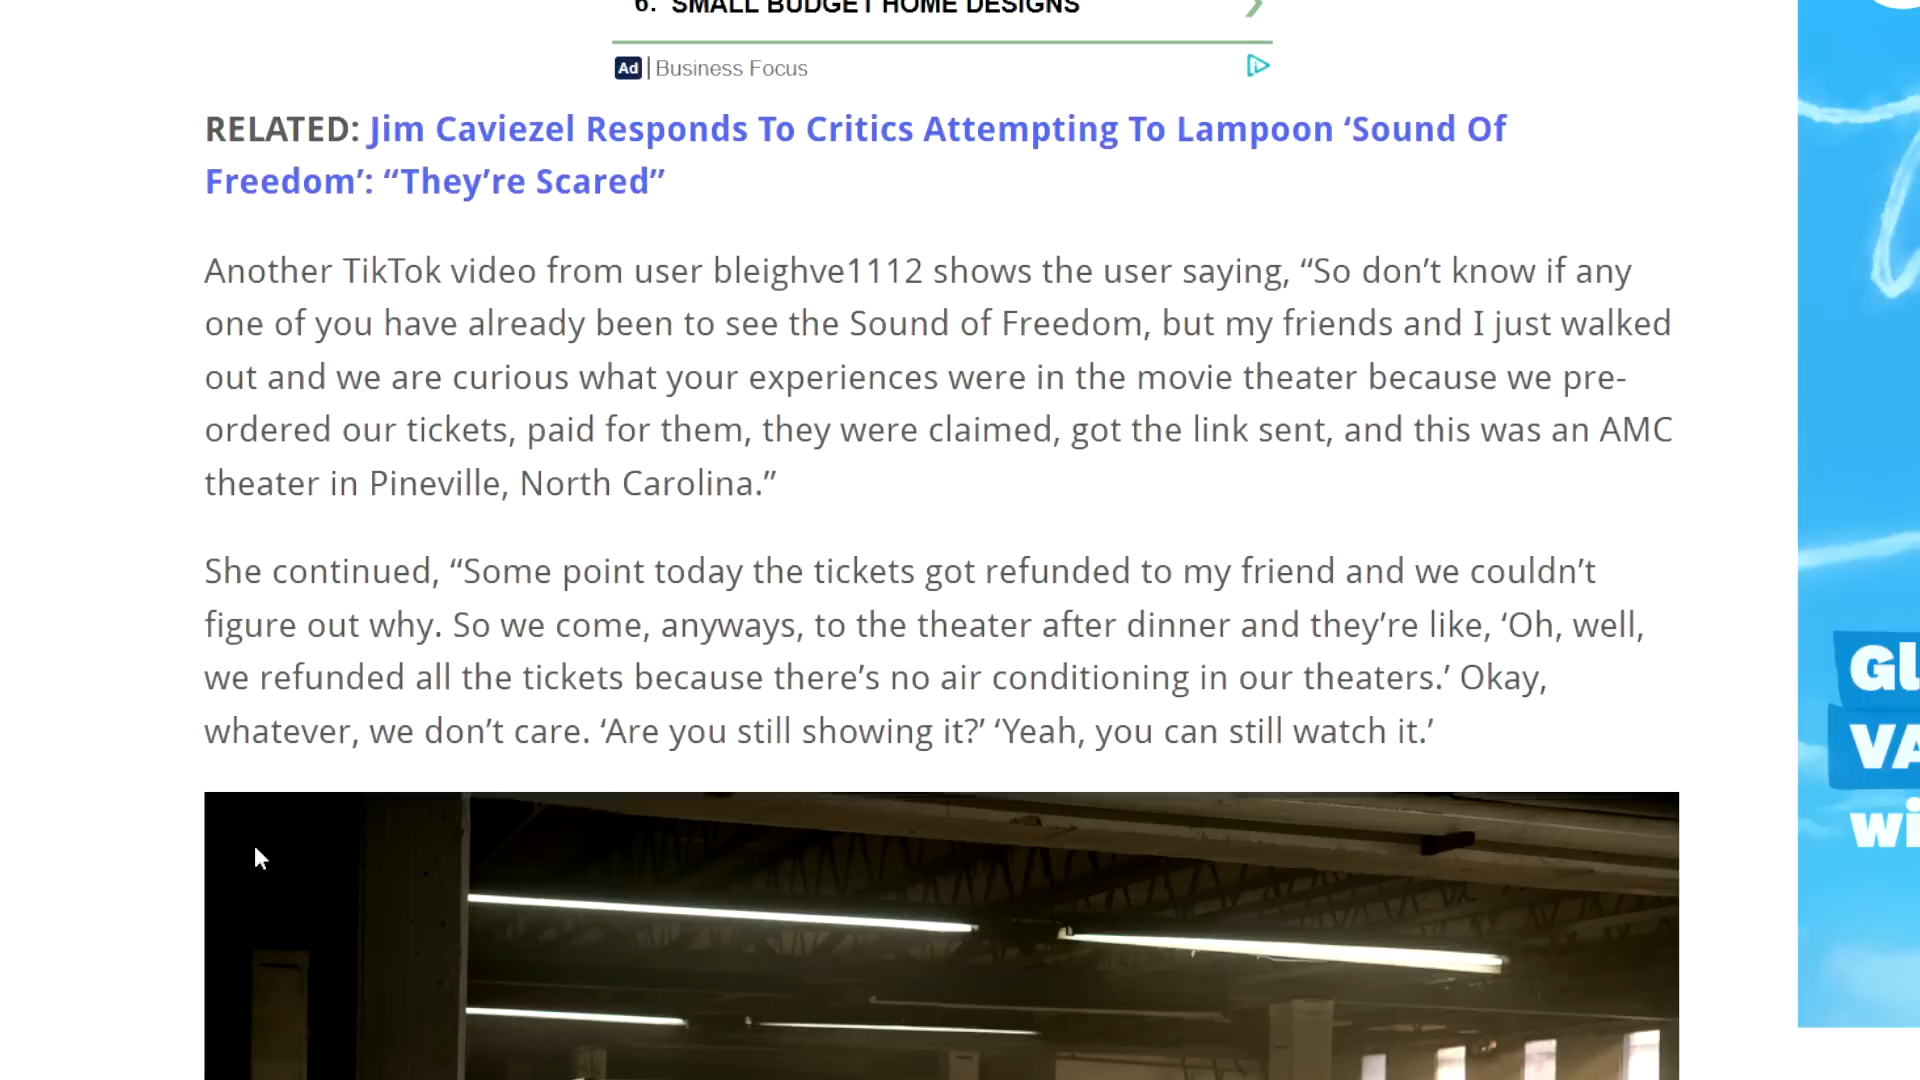 6. SMALL BUDGET HOME DESIGNS
Ad | Business Focus
RELATED: Jim Caviezel Responds To Critics Attempting To Lampoon ‘Sound Of
Freedom’: “They’re Scared”
Another TikTok video from user bleighve1112 shows the user saying, “So don’t know if any
one of you have already been to see the Sound of Freedom, but my friends and I just walked
out and we are curious what your experiences were in the movie theater because we pre-
ordered our tickets, paid for them, they were claimed, got the link sent, and this was an AMC
theater in Pineville, North Carolina.”
She continued, “Some point today the tickets got refunded to my friend and we couldn’t
figure out why. So we come, anyways, to the theater after dinner and they’re like, ‘Oh, well,
we refunded all the tickets because there’s no air conditioning in our theaters.’ Okay,
whatever, we don’t care. ‘Are you still showing it?’ ‘Yeah, you can still watch it.’